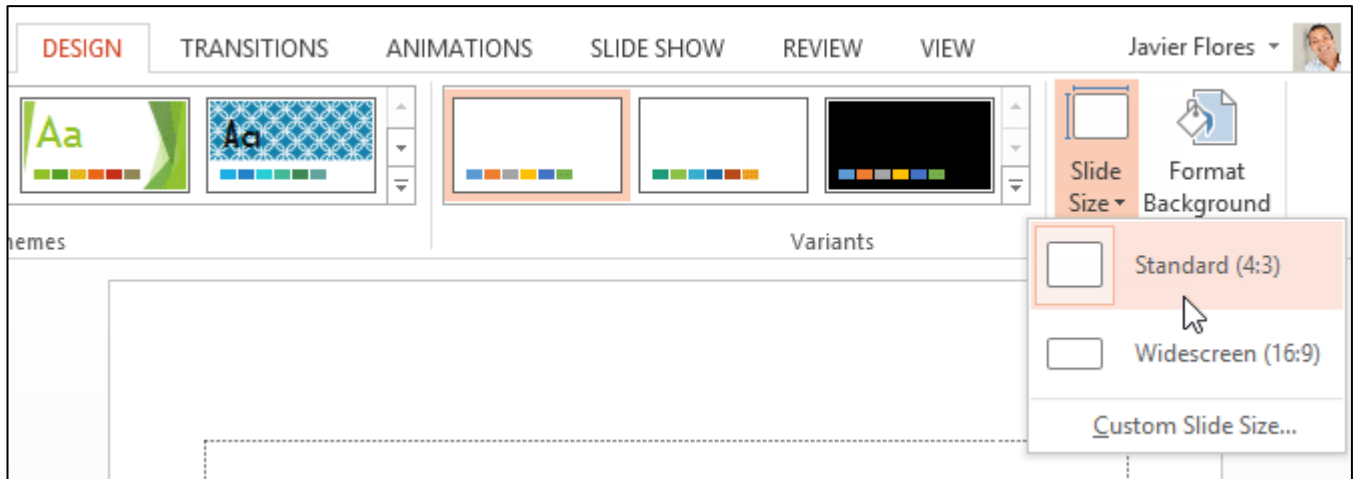 DESIGN TRANSITIONS ANIMATIONS SLIDE SHOW REVIEW VIEW Javier Flores
Aa Aa
Slide Size Format Background
hemes Variants
Standard (4:3)
Widescreen (16:9)
Custom Slide Size...